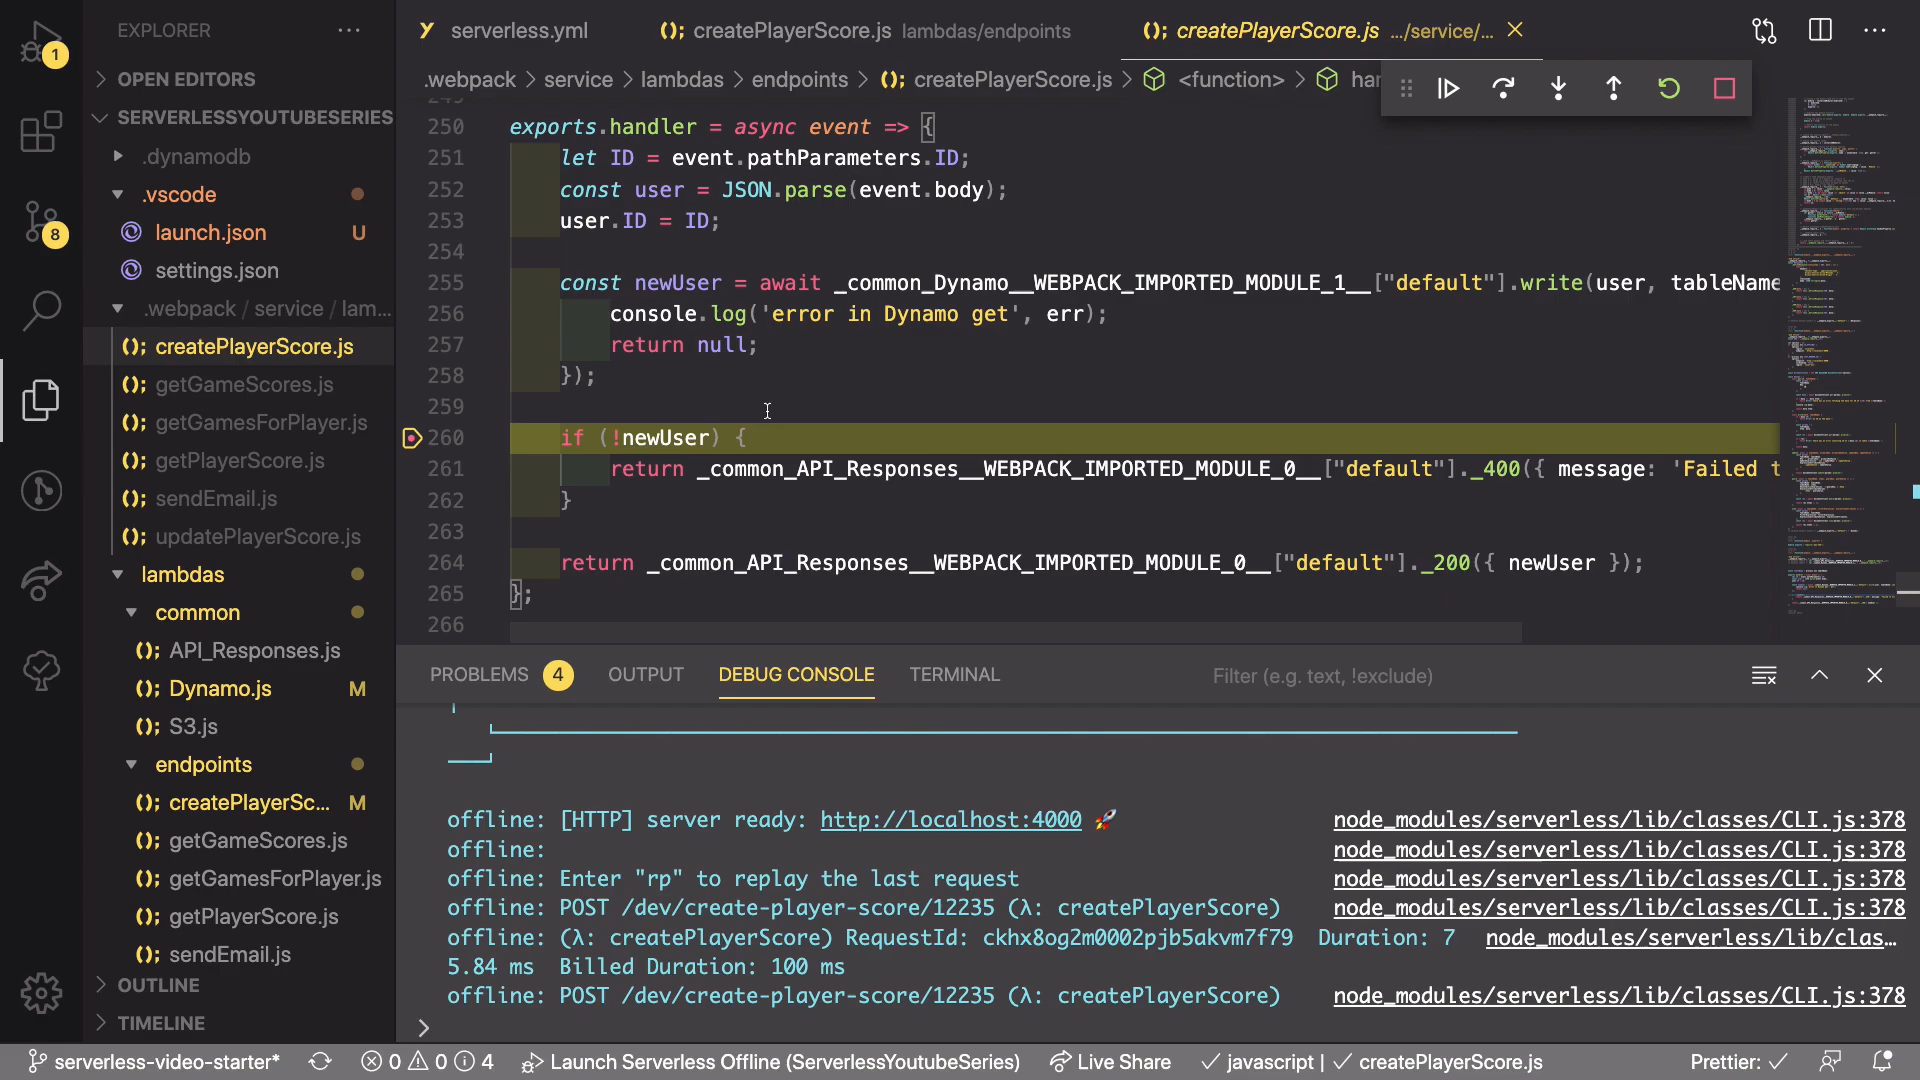 1
EXPLORER
serverless.yml
createPlayerScore.js lambdas/endpoints
createPlayerScore.js .../service/...
OPEN EDITORS
.webpack > service > lambdas > endpoints > (); createPlayerScore.js > <function> > har
SERVERLESSYOUTUBESERIES
.dynamodb
.vscode
launch.json U
settings.json
8
.webpack / service / lam...
createPlayerScore.js
getGameScores.js
getGamesForPlayer.js
getPlayerScore.js
sendEmail.js
updatePlayerScore.js
lambdas
common
API_Responses.js
Dynamo.js M
S3.js
endpoints
createPlayerSc... M
getGameScores.js
getGamesForPlayer.js
getPlayerScore.js
sendEmail.js
OUTLINE
TIMELINE
250 exports.handler = async event => {
251 let ID = event.pathParameters.ID;
252 const user = JSON.parse(event.body);
253 user.ID = ID;
254
255 const newUser = await _common_Dynamo__WEBPACK_IMPORTED_MODULE_1__["default"].write(user, tableName
256 console.log('error in Dynamo get', err);
257 return null;
258 });
259
260 if (!newUser) {
261 return _common_API_Responses__WEBPACK_IMPORTED_MODULE_0__["default"]._400({ message: 'Failed t
262 }
263
264 return _common_API_Responses__WEBPACK_IMPORTED_MODULE_0__["default"]._200({ newUser });
265 };
266
PROBLEMS 4 OUTPUT DEBUG CONSOLE TERMINAL Filter (e.g. text, !exclude)
offline: [HTTP] server ready: http://localhost:4000 🚀 node_modules/serverless/lib/classes/CLI.js:378
offline: node_modules/serverless/lib/classes/CLI.js:378
offline: Enter "rp" to replay the last request node_modules/serverless/lib/classes/CLI.js:378
offline: POST /dev/create-player-score/12235 (λ: createPlayerScore) node_modules/serverless/lib/classes/CLI.js:378
offline: (λ: createPlayerScore) RequestId: ckhx8og2m0002pjb5akvm7f79 Duration: 7 node_modules/serverless/lib/clas…
5.84 ms Billed Duration: 100 ms
offline: POST /dev/create-player-score/12235 (λ: createPlayerScore) node_modules/serverless/lib/classes/CLI.js:378
>
serverless-video-starter* 0 0 4 Launch Serverless Offline (ServerlessYoutubeSeries) Live Share ✓ javascript | ✓ createPlayerScore.js Prettier: ✓